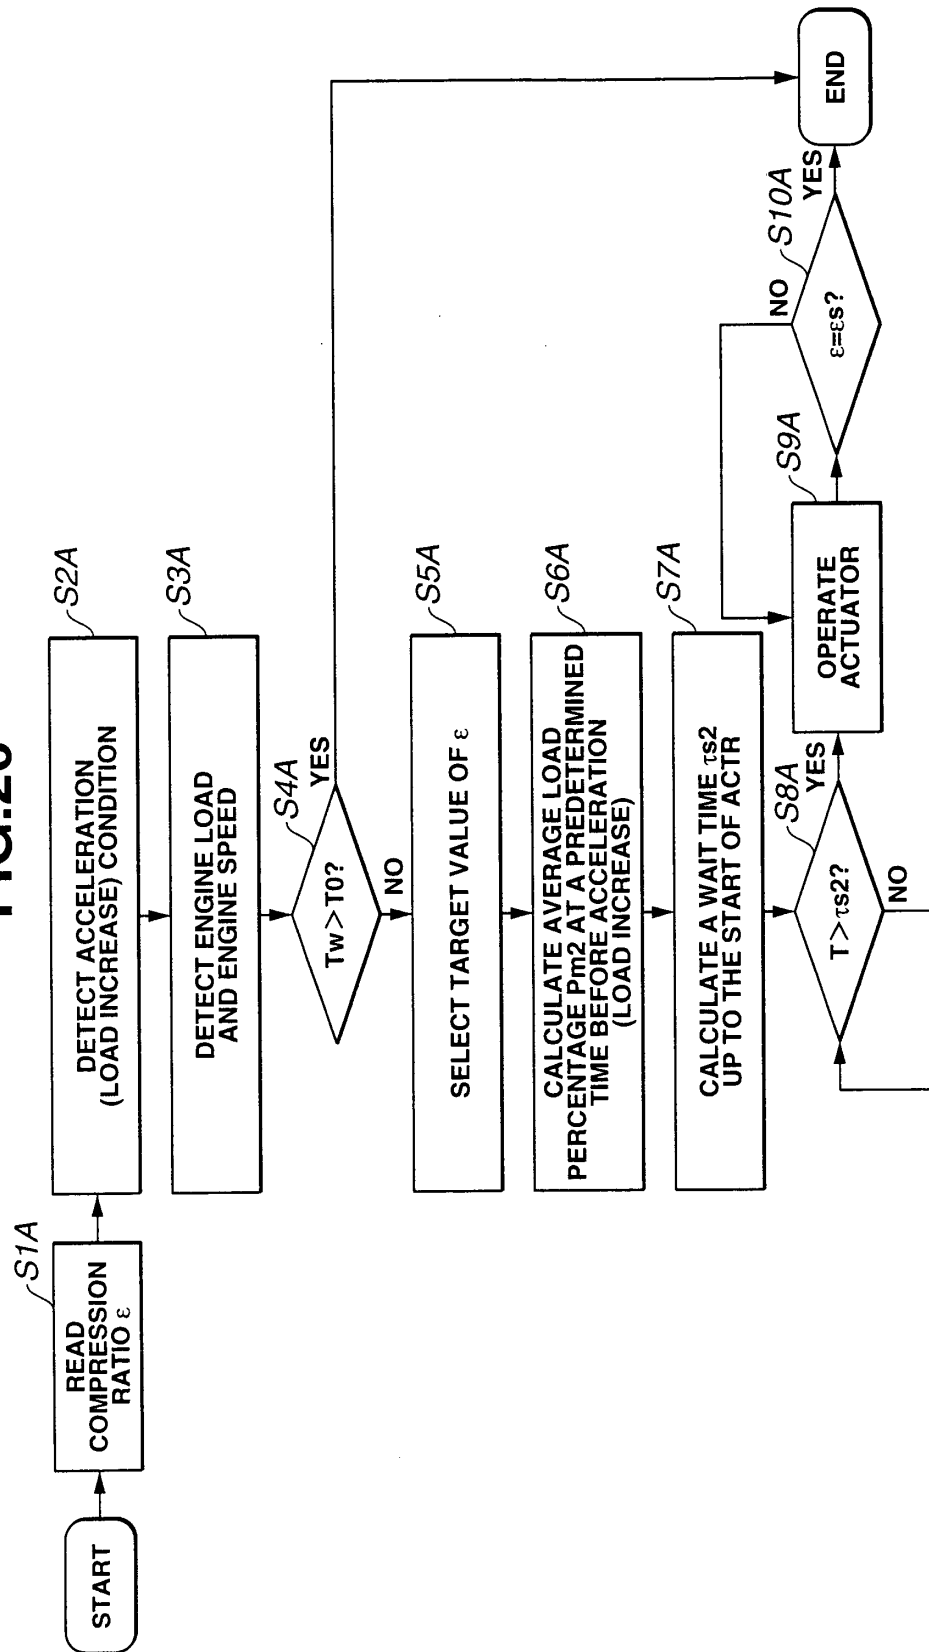 START
READ
COMPRESSION
RATIO ε
S1A
DETECT ACCELERATION
(LOAD INCREASE) CONDITION
S2A
DETECT ENGINE LOAD
AND ENGINE SPEED
S3A
Tw > T0?
S4A
YES
NO
SELECT TARGET VALUE OF ε
S5A
CALCULATE AVERAGE LOAD
PERCENTAGE Pm2 AT A PREDETERMINED
TIME BEFORE ACCELERATION
(LOAD INCREASE)
S6A
CALCULATE A WAIT TIME τs2
UP TO THE START OF ACTR
S7A
T > τs2?
S8A
YES
NO
OPERATE
ACTUATOR
S9A
ε=εs?
S10A
NO
YES
END